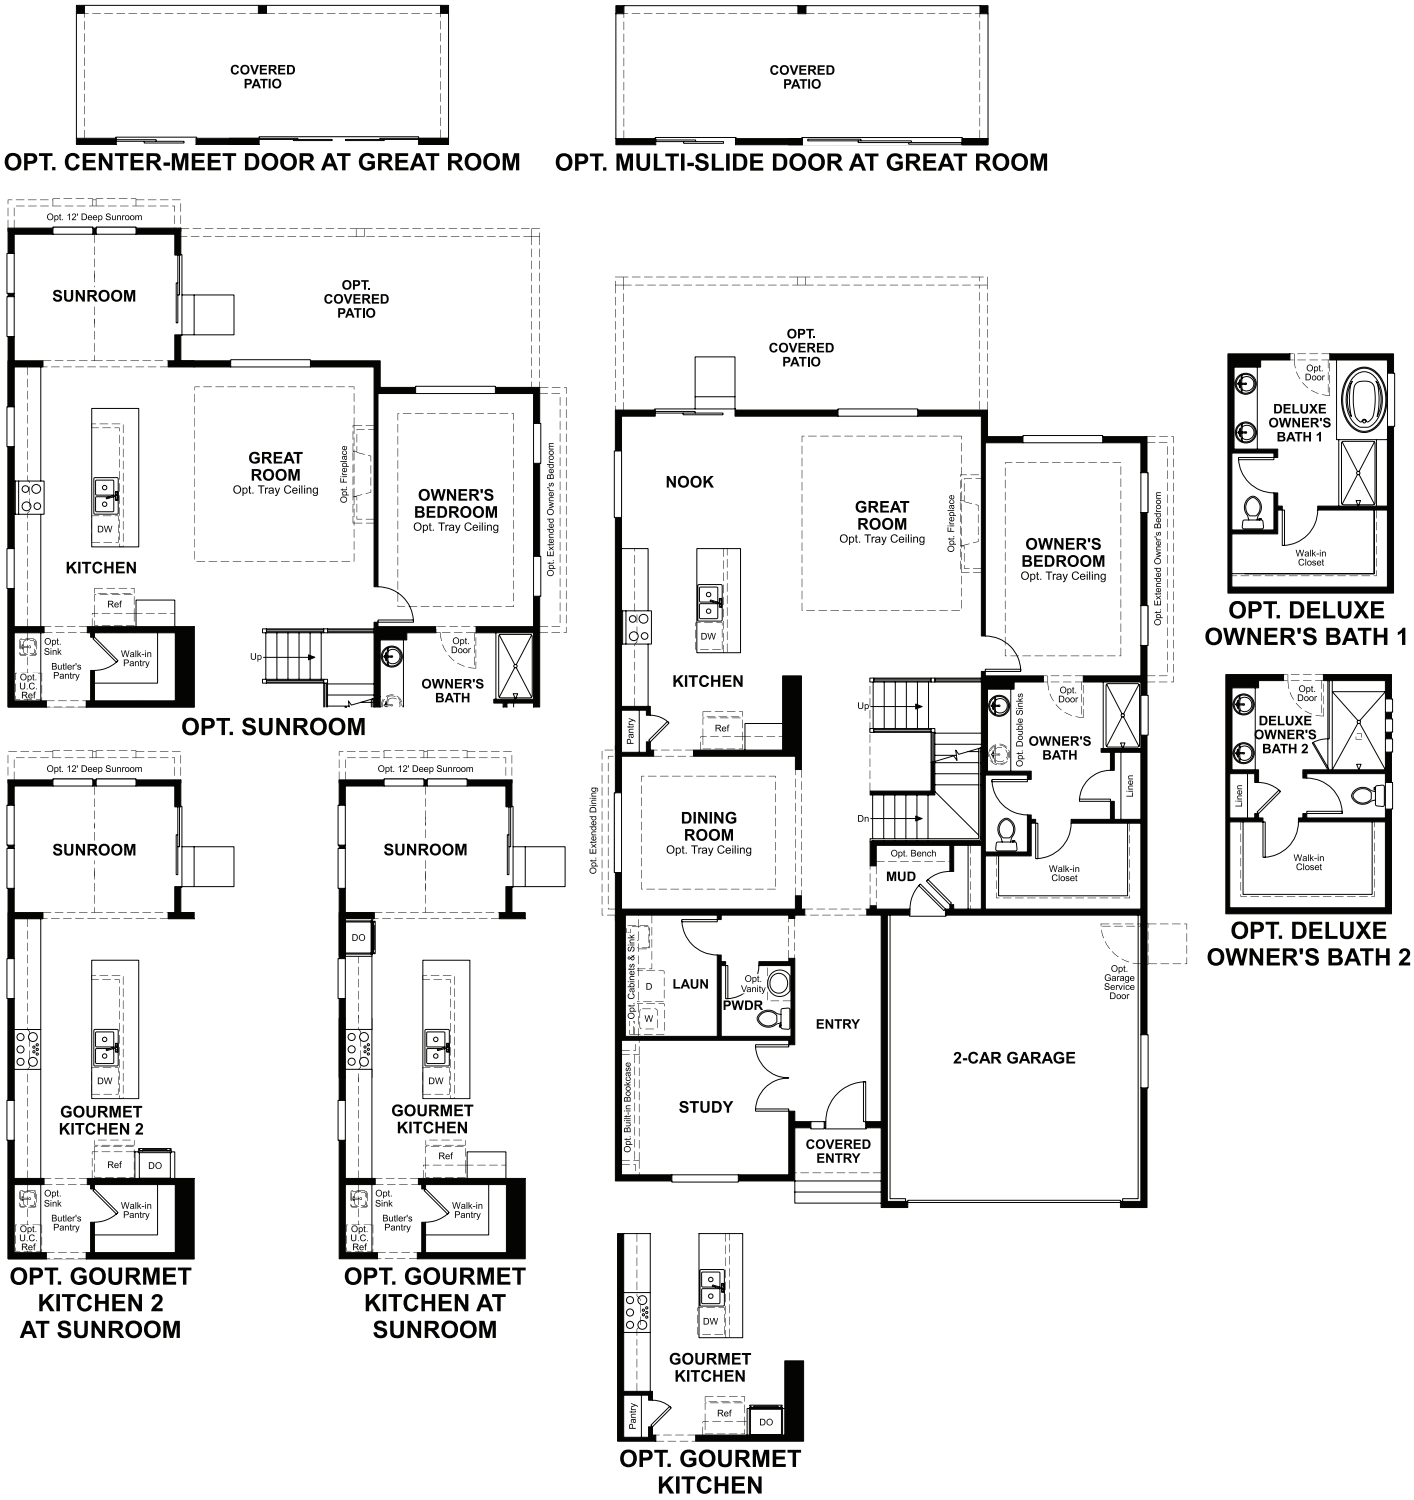 COVERED
PATIO
OPT. CENTER-MEET DOOR AT GREAT ROOM
COVERED
PATIO
OPT. MULTI-SLIDE DOOR AT GREAT ROOM
Opt. 12' Deep Sunroom
SUNROOM
OPT.
COVERED
PATIO
GREAT
ROOM
Opt. Tray Ceiling
Opt. Fireplace
OWNER'S
BEDROOM
Opt. Tray Ceiling
Opt. Extended Owner's Bedroom
DW
KITCHEN
Ref
Opt.
Sink
Butler's
Pantry
Opt.
U.C.
Ref
Walk-in
Pantry
Up
Opt.
Door
OWNER'S
BATH
OPT. SUNROOM
Opt. 12' Deep Sunroom
SUNROOM
DW
GOURMET
KITCHEN 2
Ref
DO
Opt.
Sink
Butler's
Pantry
Opt.
U.C.
Ref
Walk-in
Pantry
OPT. GOURMET
KITCHEN 2
AT SUNROOM
Opt. 12' Deep Sunroom
SUNROOM
DO
DW
GOURMET
KITCHEN
Ref
Opt.
Sink
Butler's
Pantry
Opt.
U.C.
Ref
Walk-in
Pantry
OPT. GOURMET
KITCHEN AT
SUNROOM
OPT.
COVERED
PATIO
NOOK
GREAT
ROOM
Opt. Tray Ceiling
Opt. Fireplace
OWNER'S
BEDROOM
Opt. Tray Ceiling
Opt. Extended Owner's Bedroom
DW
KITCHEN
Pantry
Ref
Up
Dn
Opt. Double Sinks
Opt.
Door
OWNER'S
BATH
Linen
Walk-in
Closet
Opt. Extended Dining
DINING
ROOM
Opt. Tray Ceiling
Opt. Bench
MUD
Opt. Cabinets & Sink
D
W
LAUN
Opt.
Vanity
PWDR
ENTRY
Opt.
Garage
Service
Door
2-CAR GARAGE
Opt. Built-in Bookcase
STUDY
COVERED
ENTRY
DW
GOURMET
KITCHEN
Pantry
Ref
DO
OPT. GOURMET
KITCHEN
Opt.
Door
DELUXE
OWNER'S
BATH 1
Walk-in
Closet
OPT. DELUXE
OWNER'S BATH 1
Opt.
Door
DELUXE
OWNER'S
BATH 2
Linen
Walk-in
Closet
OPT. DELUXE
OWNER'S BATH 2